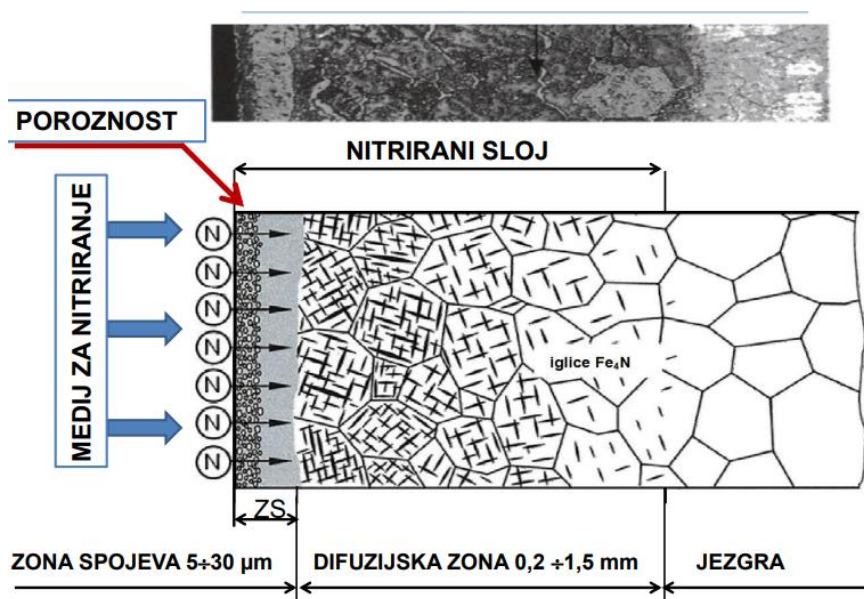 POROZNOST
NITRIRANI SLOJ
MEDIJ ZA NITRIRANJE
N
N
N
N
N
N
N
iglice Fe₄N
ZS
ZONA SPOJEVA 5÷30 µm
DIFUZIJSKA ZONA 0,2 ÷1,5 mm
JEZGRA